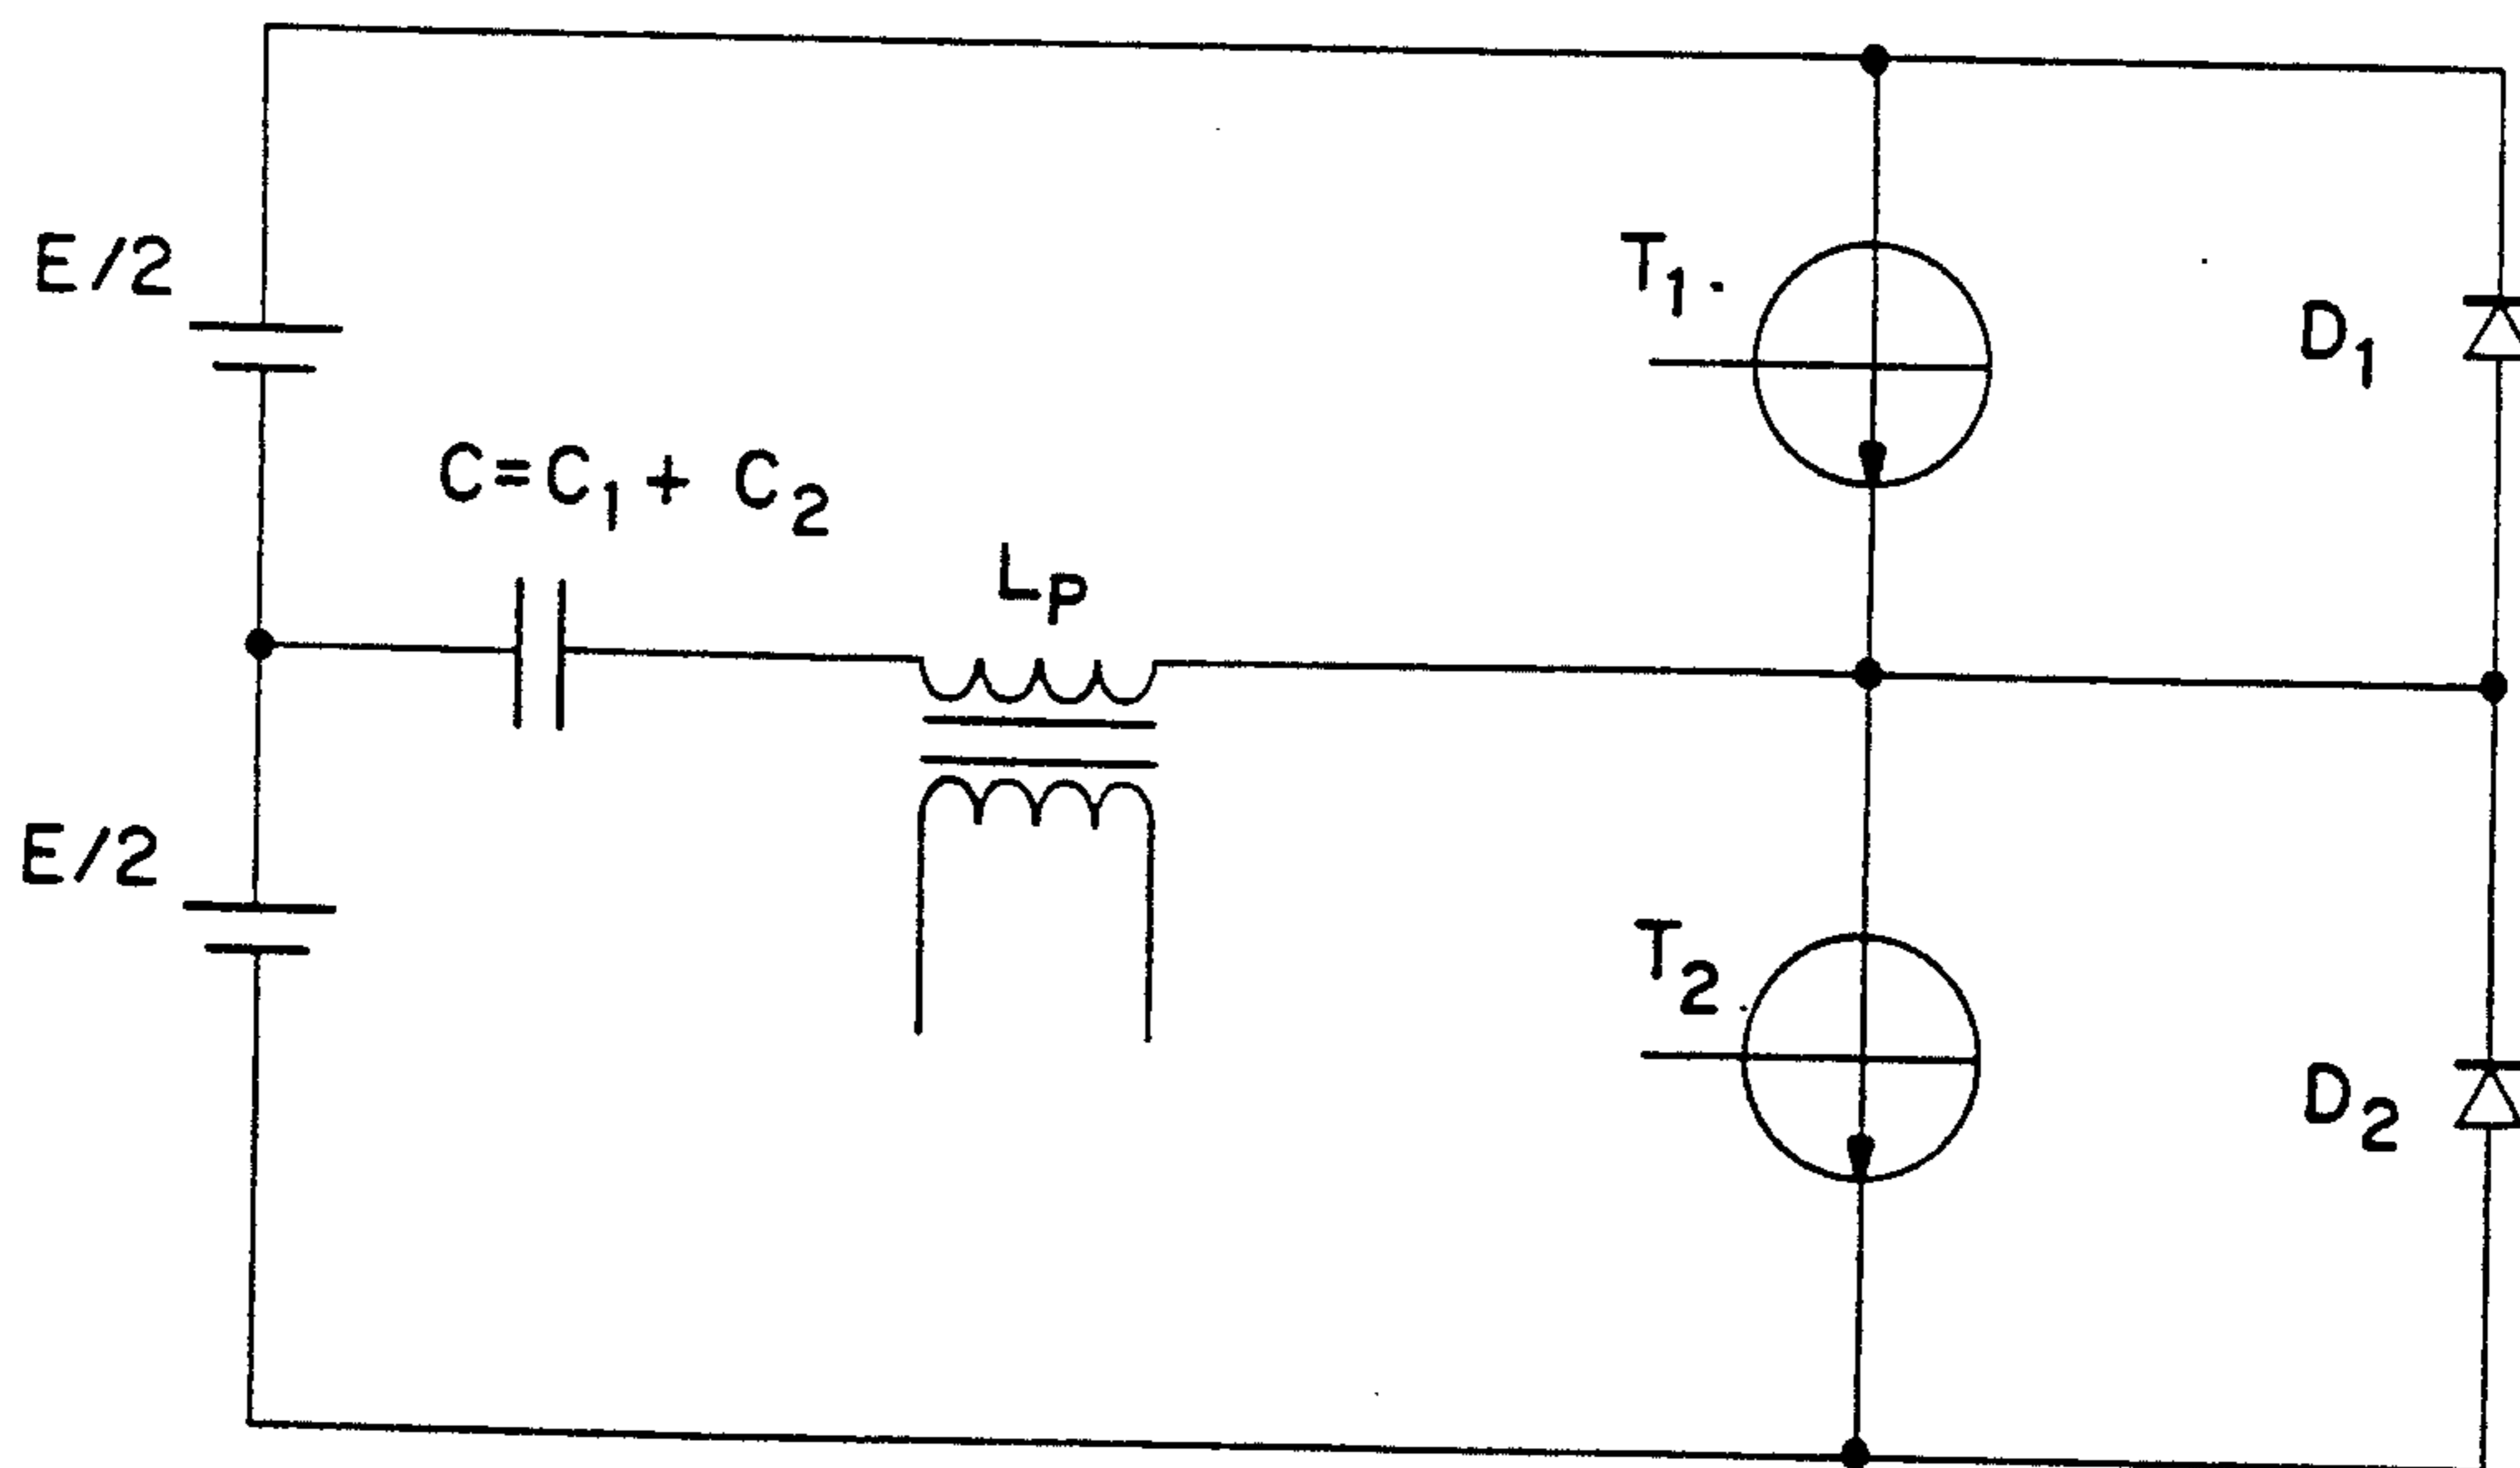 E/2
T₁
D₁
C=C₁ + C₂
Lₚ
E/2
T₂
D₂